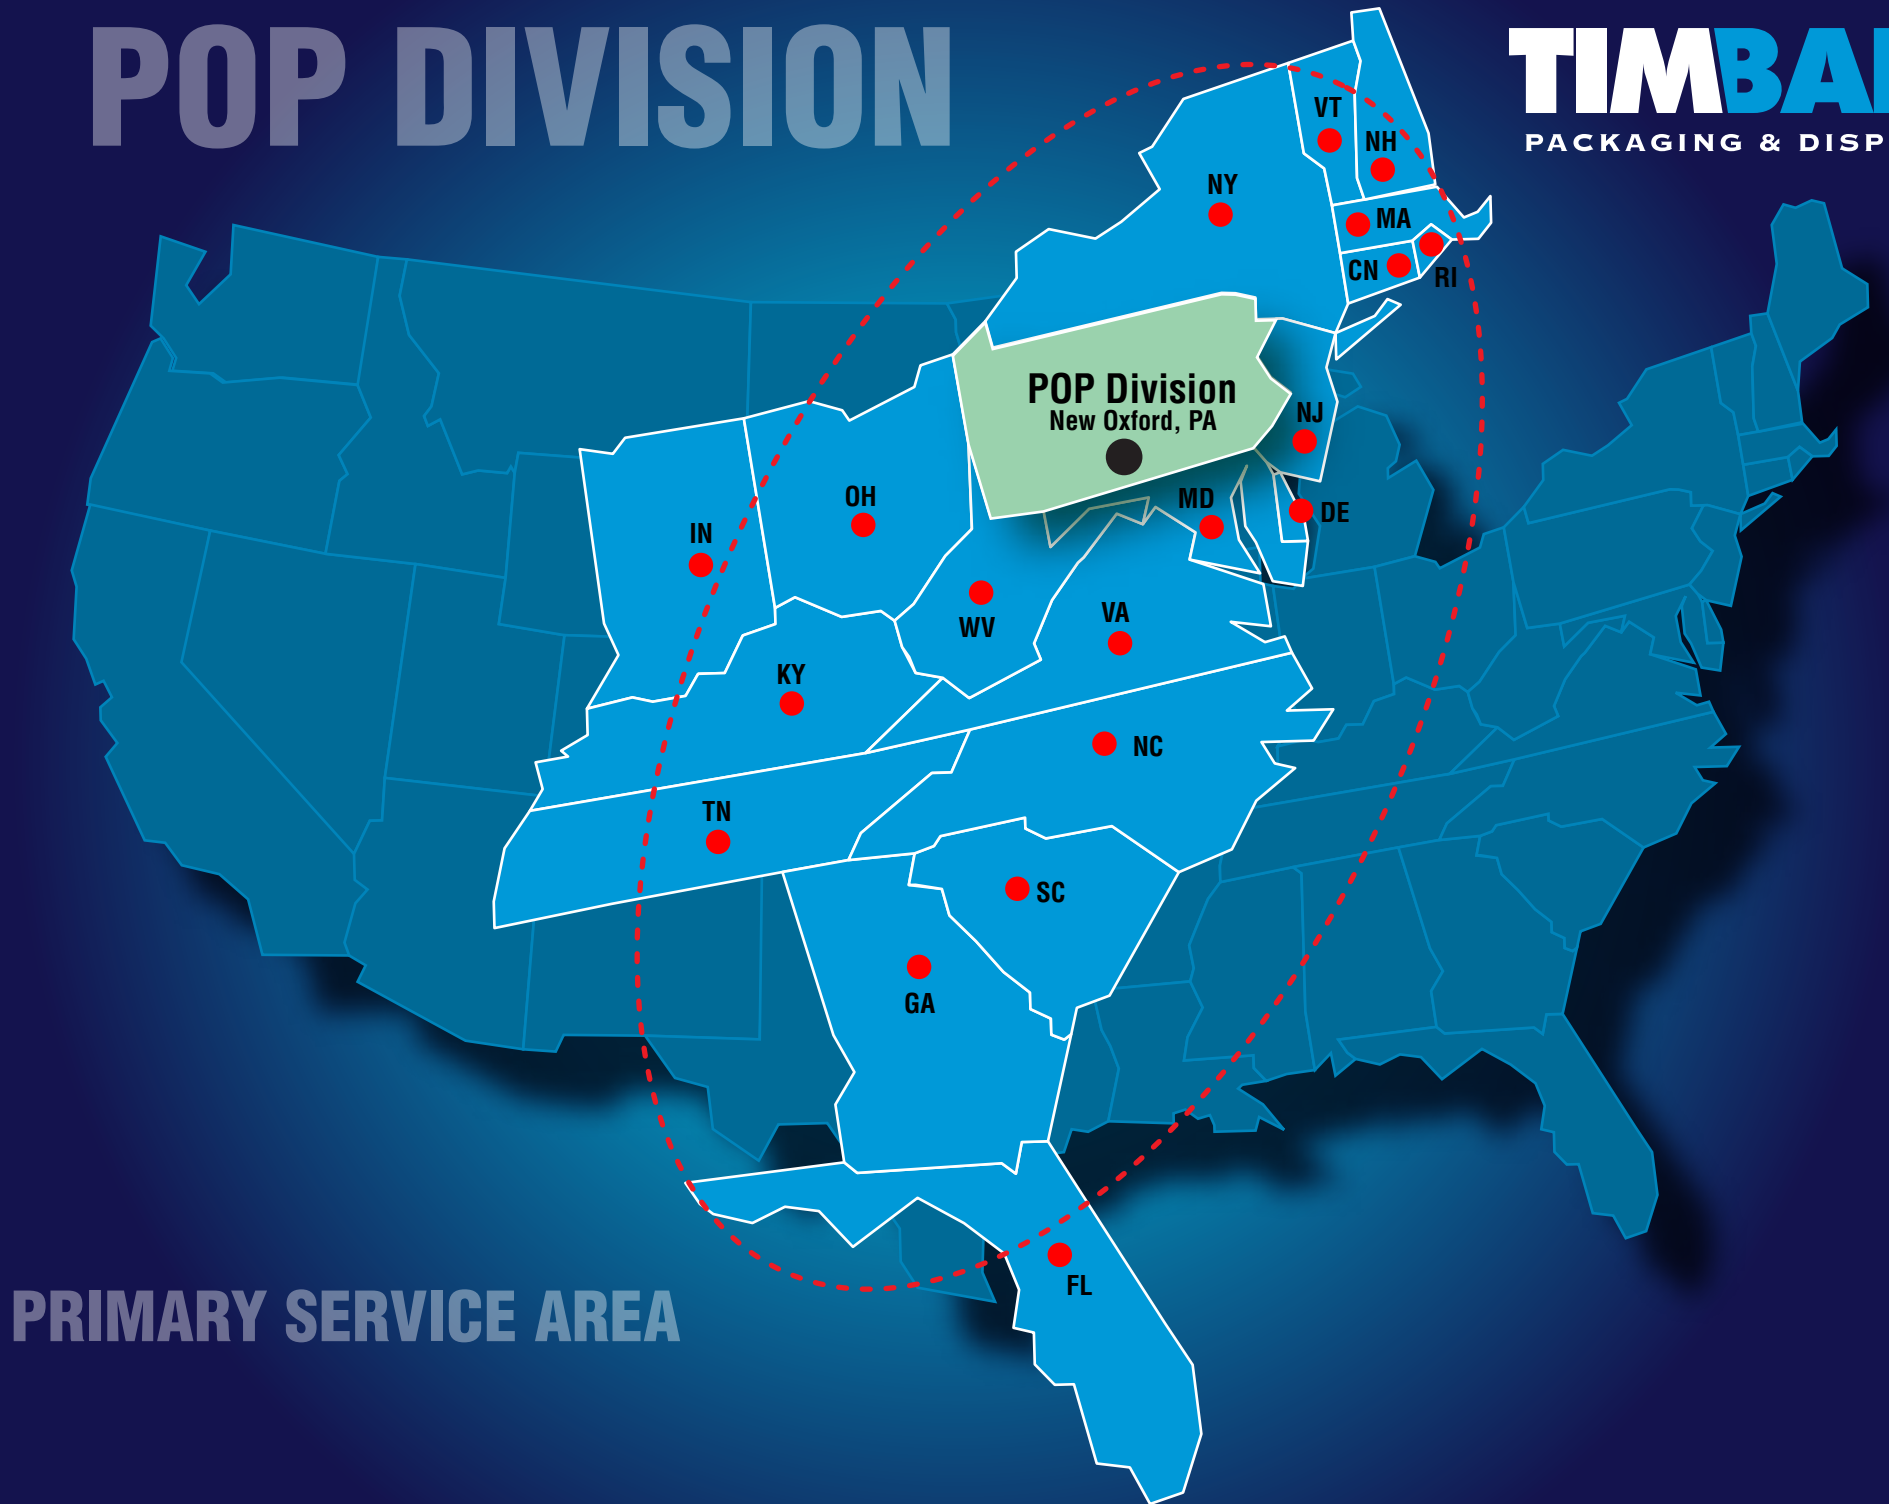 POP DIVISION
TIMBA
PACKAGING & DISP
VT
NH
NY
MA
CN
RI
POP Division
New Oxford, PA
NJ
OH
MD
DE
IN
WV
VA
KY
NC
TN
SC
GA
FL
PRIMARY SERVICE AREA